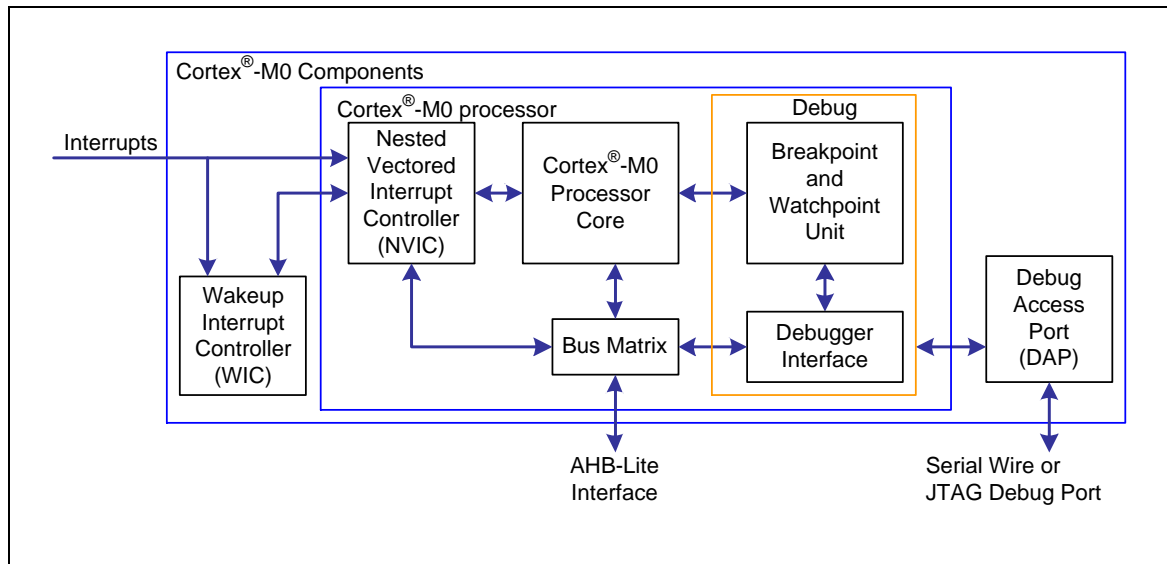 Cortex®-M0 Components
Cortex®-M0 processor
Debug
Interrupts
Nested
Vectored
Interrupt
Controller
(NVIC)
Cortex®-M0
Processor
Core
Breakpoint
and
Watchpoint
Unit
Wakeup
Interrupt
Controller
(WIC)
Bus Matrix
Debugger
Interface
Debug
Access
Port
(DAP)
AHB-Lite
Interface
Serial Wire or
JTAG Debug Port